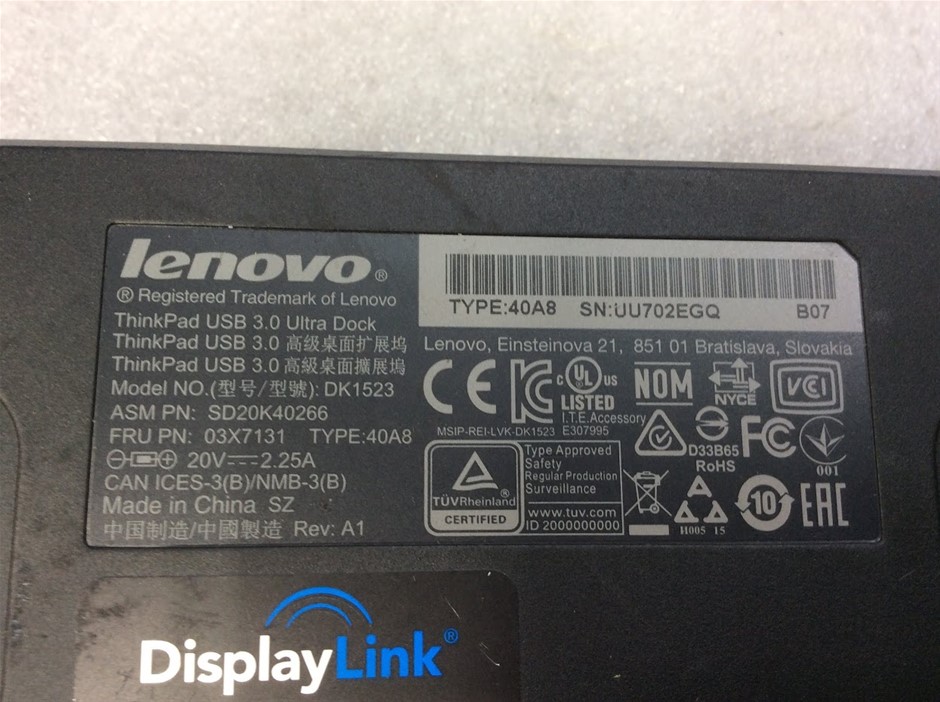 lenovo®
® Registered Trademark of Lenovo
ThinkPad USB 3.0 Ultra Dock
ThinkPad USB 3.0 高级桌面扩展坞
ThinkPad USB 3.0 高級桌面擴展塢
Model NO.(型号/型號): DK1523
ASM PN: SD20K40266
FRU PN: 03X7131 TYPE:40A8
20V⎓2.25A
CAN ICES-3(B)/NMB-3(B)
Made in China SZ
中国制造/中國製造 Rev: A1
TYPE:40A8 SN:UU702EGQ B07
Lenovo, Einsteinova 21, 851 01 Bratislava, Slovakia
CE
KC
MSIP-REI-LVK-DK1523
C UL® US
LISTED
I.T.E. Accessory
E307995
NOM
NYCE
VCI
D33B65
RoHS
FC
001
TÜVRheinland®
CERTIFIED
Type Approved
Safety
Regular Production
Surveillance
www.tuv.com
ID 2000000000
H005 15
10
EAC
DisplayLink®